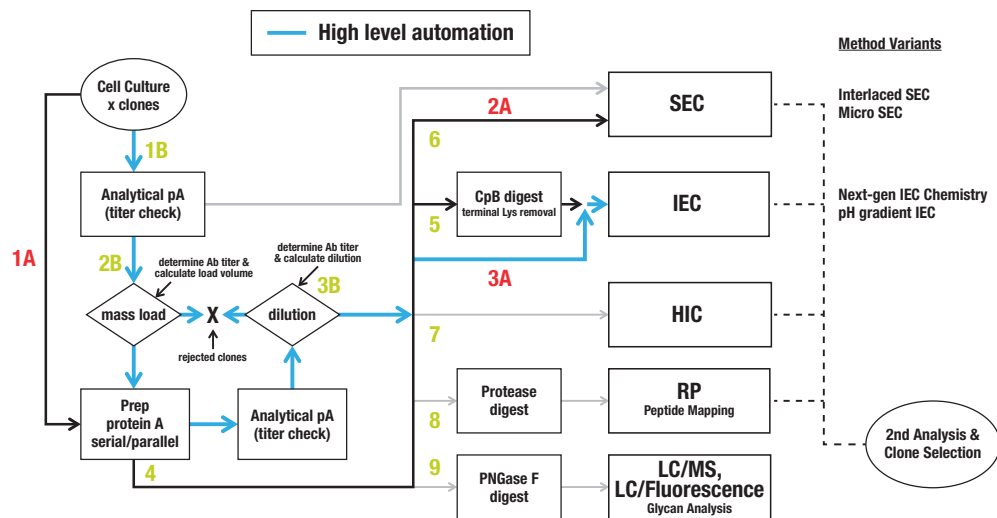 High level automation
Method Variants
Cell Culture
x clones
SEC
Interlaced SEC
Micro SEC
2A
6
1B
Analytical pA
(titer check)
CpB digest
terminal Lys removal
IEC
Next-gen IEC Chemistry
pH gradient IEC
5
1A
2B
determine Ab titer &
calculate load volume
determine Ab titer
& calculate dilution
3B
3A
mass load
X
dilution
HIC
rejected clones
7
Prep
protein A
serial/parallel
Analytical pA
(titer check)
Protease
digest
RP
Peptide Mapping
8
2nd Analysis &
Clone Selection
4
9
PNGase F
digest
LC/MS,
LC/Fluorescence
Glycan Analysis